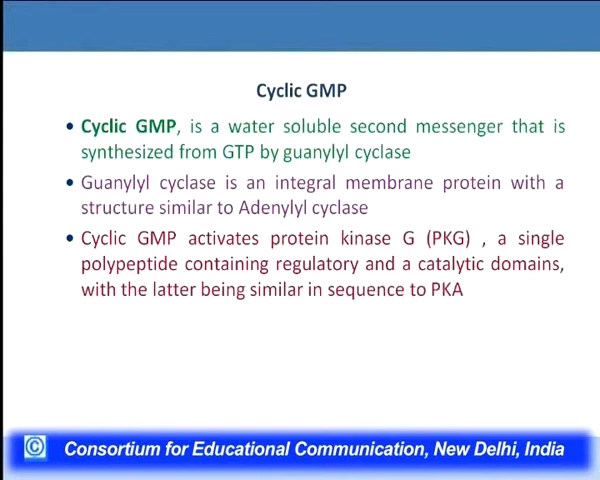 Cyclic GMP
• Cyclic GMP, is a water soluble second messenger that is
synthesized from GTP by guanylyl cyclase
• Guanylyl cyclase is an integral membrane protein with a
structure similar to Adenylyl cyclase
• Cyclic GMP activates protein kinase G (PKG) , a single
polypeptide containing regulatory and a catalytic domains,
with the latter being similar in sequence to PKA
© Consortium for Educational Communication, New Delhi, India